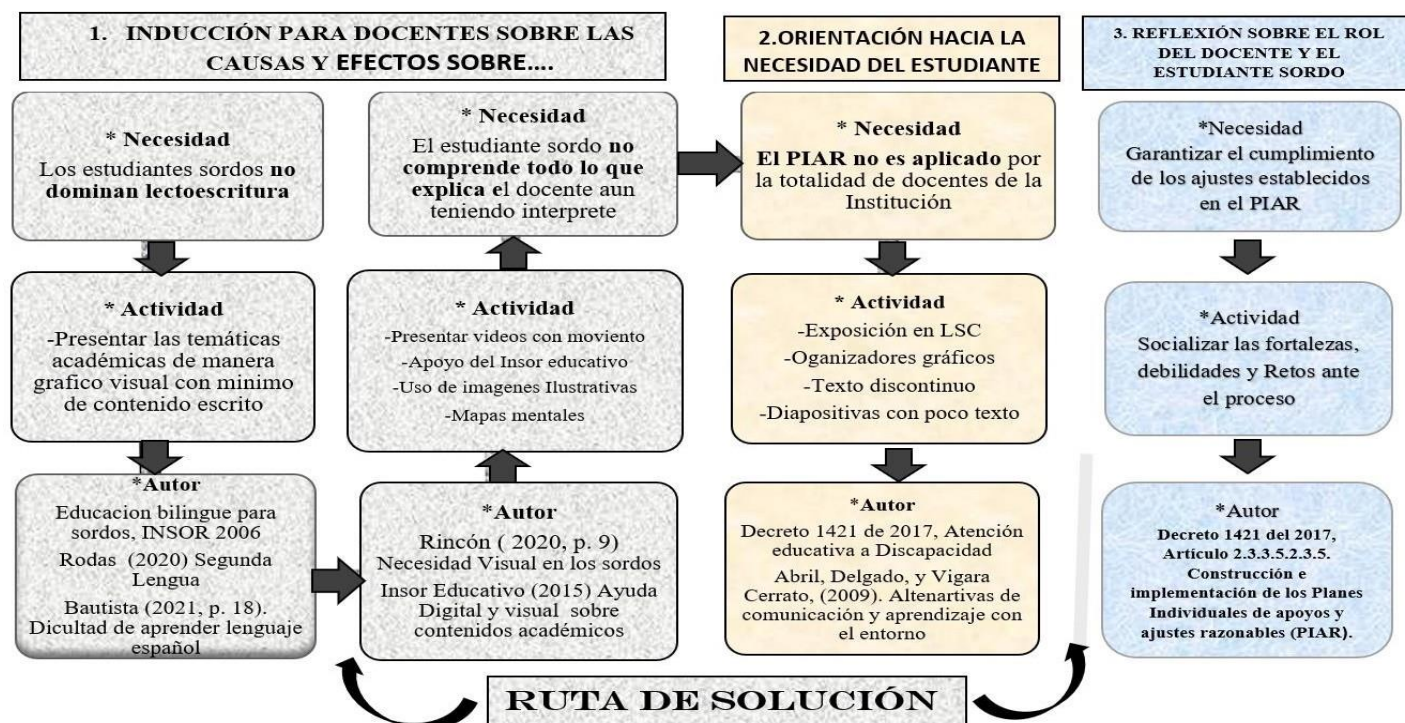 1. INDUCCIÓN PARA DOCENTES SOBRE LAS
CAUSAS Y EFECTOS SOBRE....
* Necesidad
Los estudiantes sordos no
dominan lectoescritura
* Actividad
-Presentar las temáticas
académicas de manera
grafico visual con minimo
de contenido escrito
*Autor
Educacion bilingue para
sordos, INSOR 2006
Rodas (2020) Segunda
Lengua
Bautista (2021, p. 18).
Dicultad de aprender lenguaje
español
* Necesidad
El estudiante sordo no
comprende todo lo que
explica el docente aun
teniendo interprete
* Actividad
-Presentar videos con moviento
-Apoyo del Insor educativo
-Uso de imagenes Ilustrativas
-Mapas mentales
*Autor
Rincón ( 2020, p. 9)
Necesidad Visual en los sordos
Insor Educativo (2015) Ayuda
Digital y visual sobre
contenidos académicos
2.ORIENTACIÓN HACIA LA
NECESIDAD DEL ESTUDIANTE
* Necesidad
El PIAR no es aplicado por
la totalidad de docentes de la
Institución
* Actividad
-Exposición en LSC
-Oganizadores gráficos
-Texto discontinuo
-Diapositivas con poco texto
*Autor
Decreto 1421 de 2017, Atención
educativa a Discapacidad
Abril, Delgado, y Vigara
Cerrato, (2009). Altenartivas de
comunicación y aprendizaje con
el entorno
3. REFLEXIÓN SOBRE EL ROL
DEL DOCENTE Y EL
ESTUDIANTE SORDO
*Necesidad
Garantizar el cumplimiento
de los ajustes establecidos
en el PIAR
*Actividad
Socializar las fortalezas,
debilidades y Retos ante
el proceso
*Autor
Decreto 1421 del 2017,
Artículo 2.3.3.5.2.3.5.
Construcción e
implementación de los Planes
Individuales de apoyos y
ajustes razonables (PIAR).
RUTA DE SOLUCIÓN